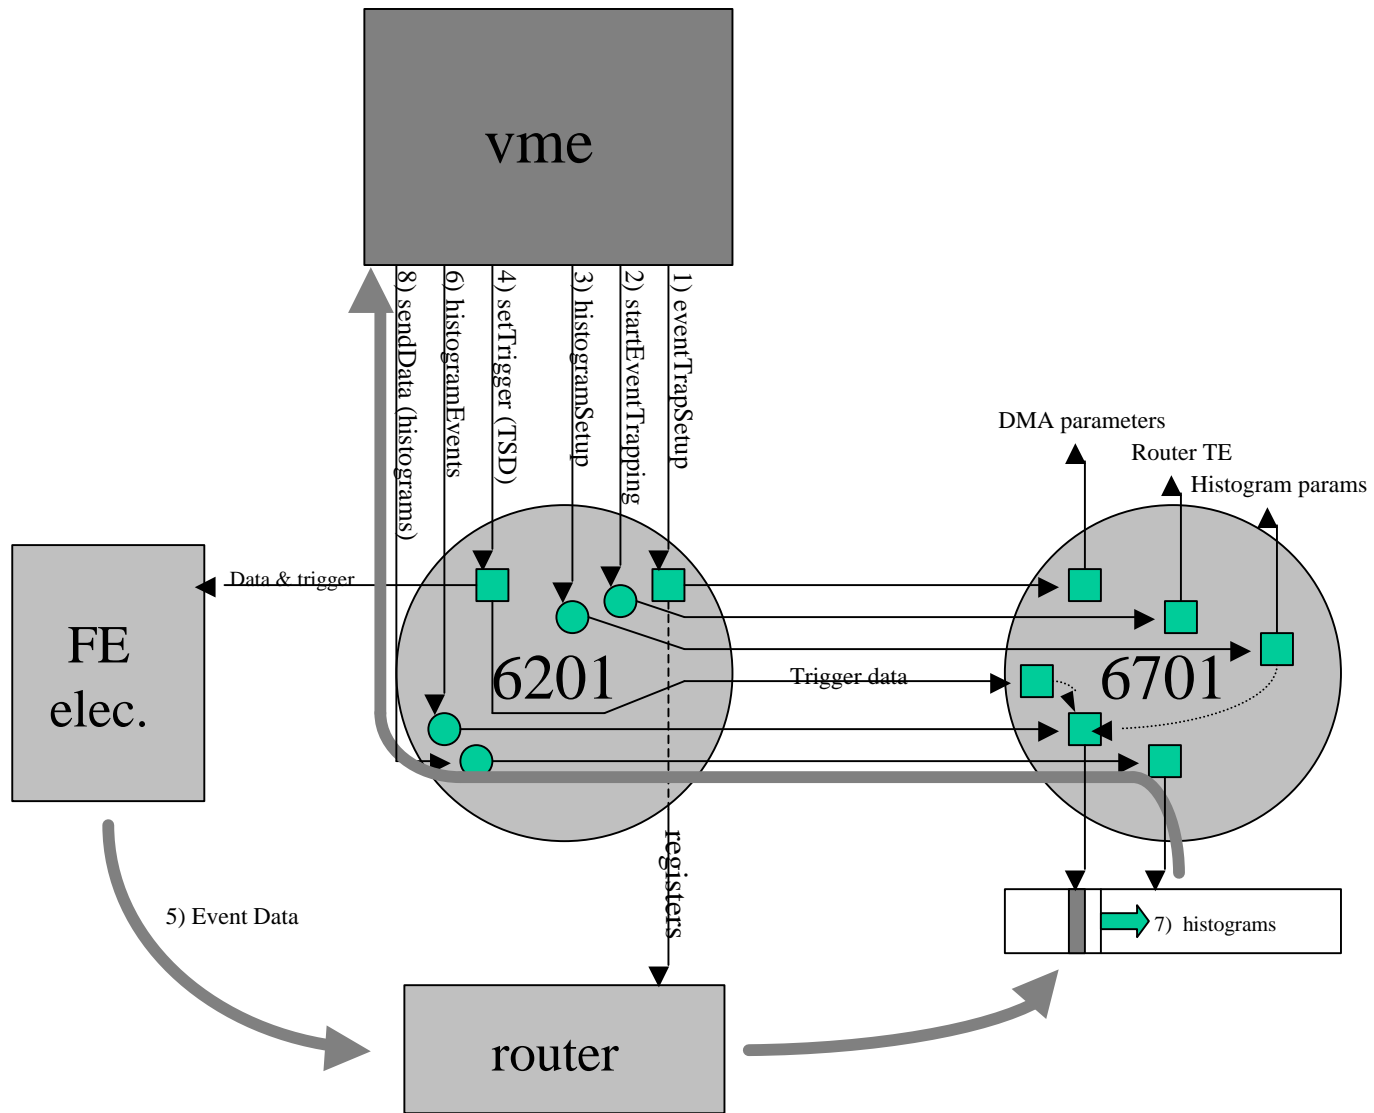 vme
8) sendData (histograms)
6) histogramEvents
4) setTrigger (TSD)
3) histogramSetup
2) startEventTrapping
1) eventTrapSetup
DMA parameters
Router TE
Histogram params
Data & trigger
FE
elec.
6201
Trigger data
6701
registers
5) Event Data
7) histograms
router